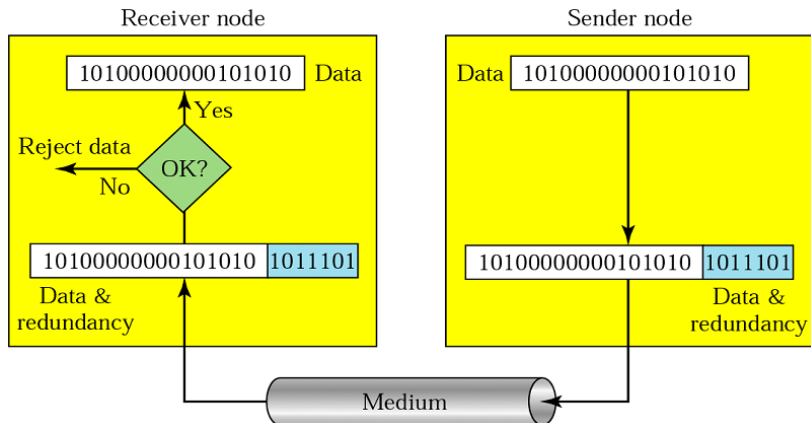 Receiver node
Sender node
10100000000101010 Data
Data 10100000000101010
Yes
Reject data
OK?
No
10100000000101010 1011101
10100000000101010 1011101
Data &
redundancy
Data &
redundancy
Medium